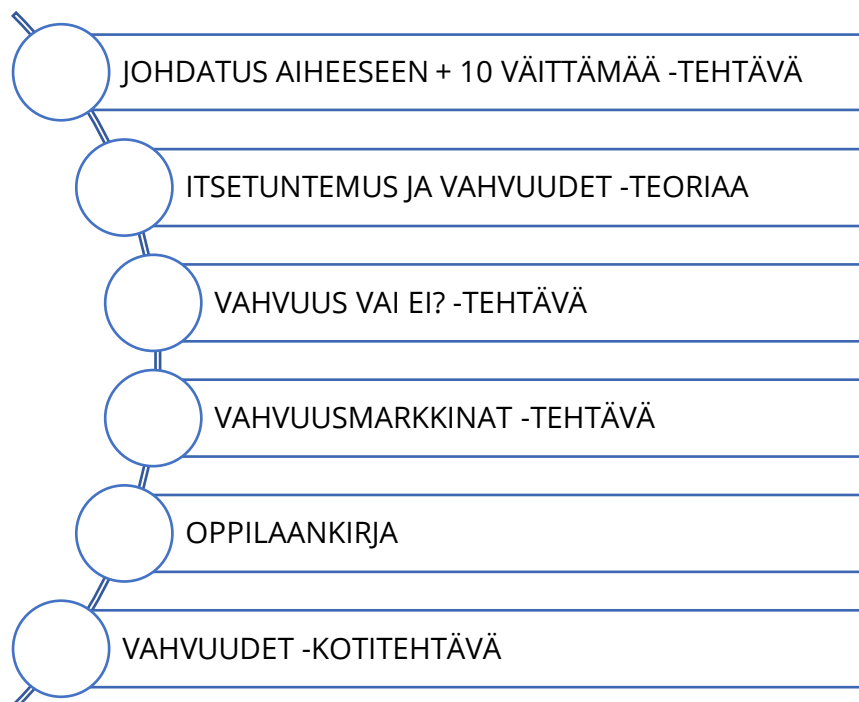 JOHDATUS AIHEESEEN + 10 VÄITTÄMÄÄ -TEHTÄVÄ
ITSETUNTEMUS JA VAHVUUDET -TEORIAA
VAHVUUS VAI EI? -TEHTÄVÄ
VAHVUUSMARKKINAT -TEHTÄVÄ
OPPILAANKIRJA
VAHVUUDET -KOTITEHTÄVÄ